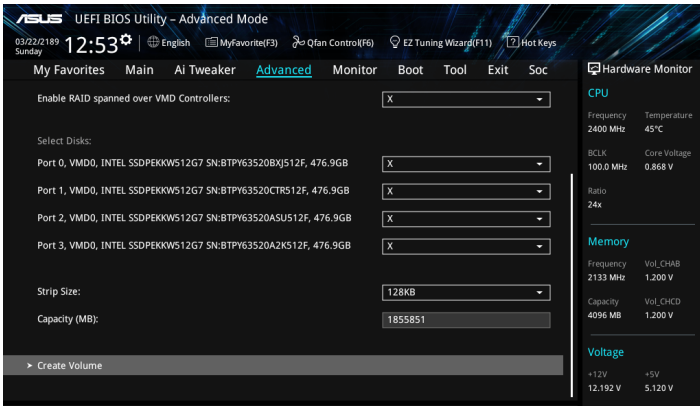 ASUS UEFI BIOS Utility – Advanced Mode
03/22/2189 Sunday 12:53 English MyFavorite(F3) Qfan Control(F6) EZ Tuning Wizard(F11) ? Hot Keys
My Favorites Main Ai Tweaker Advanced Monitor Boot Tool Exit Soc
Enable RAID spanned over VMD Controllers: X
Select Disks:
Port 0, VMD0, INTEL SSDPEKKW512G7 SN:BTPY63520BXJ512F, 476.9GB X
Port 1, VMD0, INTEL SSDPEKKW512G7 SN:BTPY63520CTR512F, 476.9GB X
Port 2, VMD0, INTEL SSDPEKKW512G7 SN:BTPY63520ASU512F, 476.9GB X
Port 3, VMD0, INTEL SSDPEKKW512G7 SN:BTPY63520A2K512F, 476.9GB X
Strip Size: 128KB
Capacity (MB): 1855851
> Create Volume
Hardware Monitor
CPU
Frequency Temperature
2400 MHz 45°C
BCLK Core Voltage
100.0 MHz 0.868 V
Ratio
24x
Memory
Frequency Vol_CHAB
2133 MHz 1.200 V
Capacity Vol_CHCD
4096 MB 1.200 V
Voltage
+12V +5V
12.192 V 5.120 V